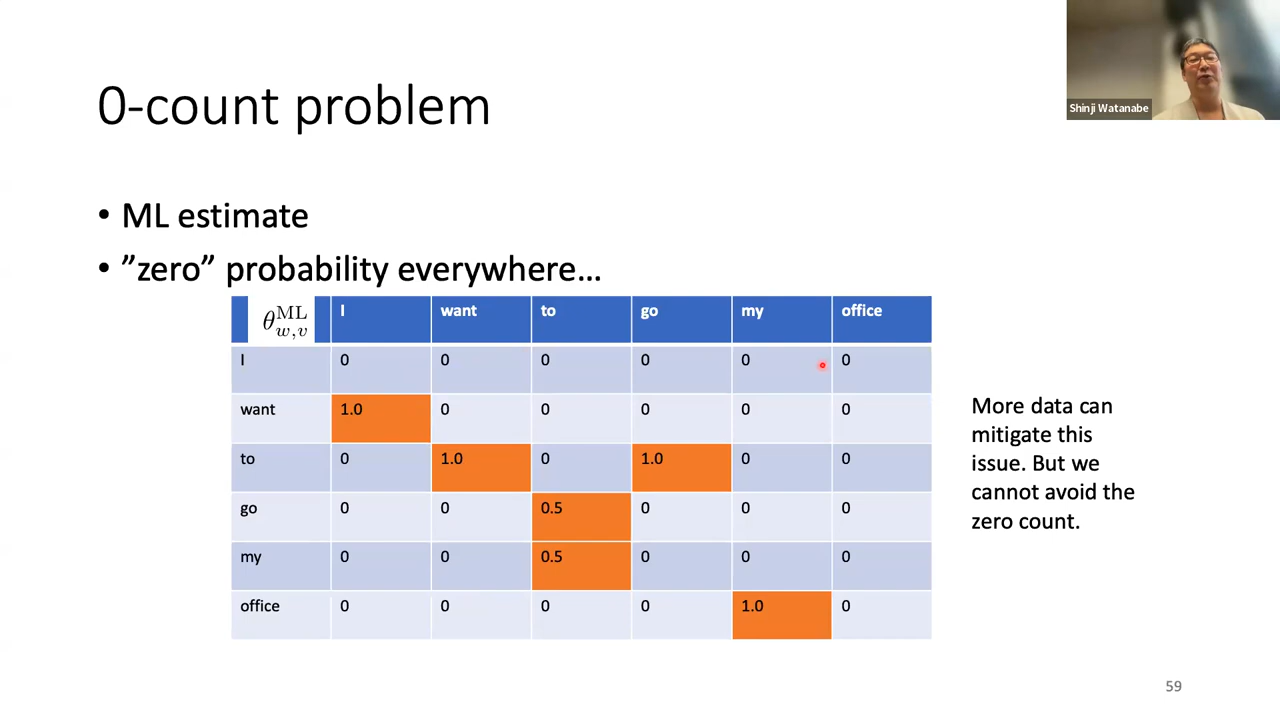 Shinji Watanabe
0-count problem
• ML estimate
• ”zero” probability everywhere…
θ^ML_w,v I want to go my office
I 0 0 0 0 0 0
want 1.0 0 0 0 0 0
to 0 1.0 0 1.0 0 0
go 0 0 0.5 0 0 0
my 0 0 0.5 0 0 0
office 0 0 0 0 1.0 0
More data can
mitigate this
issue. But we
cannot avoid the
zero count.
59